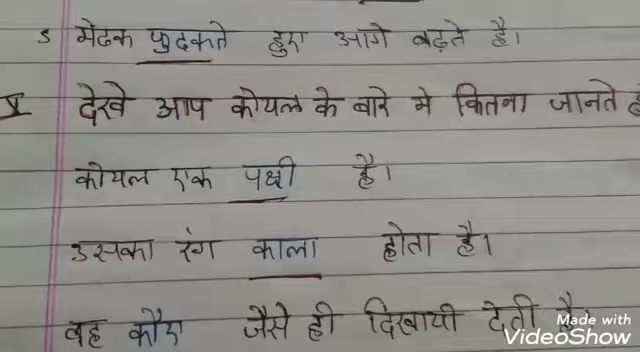 5 मेंढक फुदकते हुए आगे बढ़ते है।
V देखे आप कोयल के बारे मे कितना जानते
कोयल एक पक्षी है।
उसका रंग काला होता है।
वह कौए जैसे ही दिखायी देती है
Made with
VideoShow